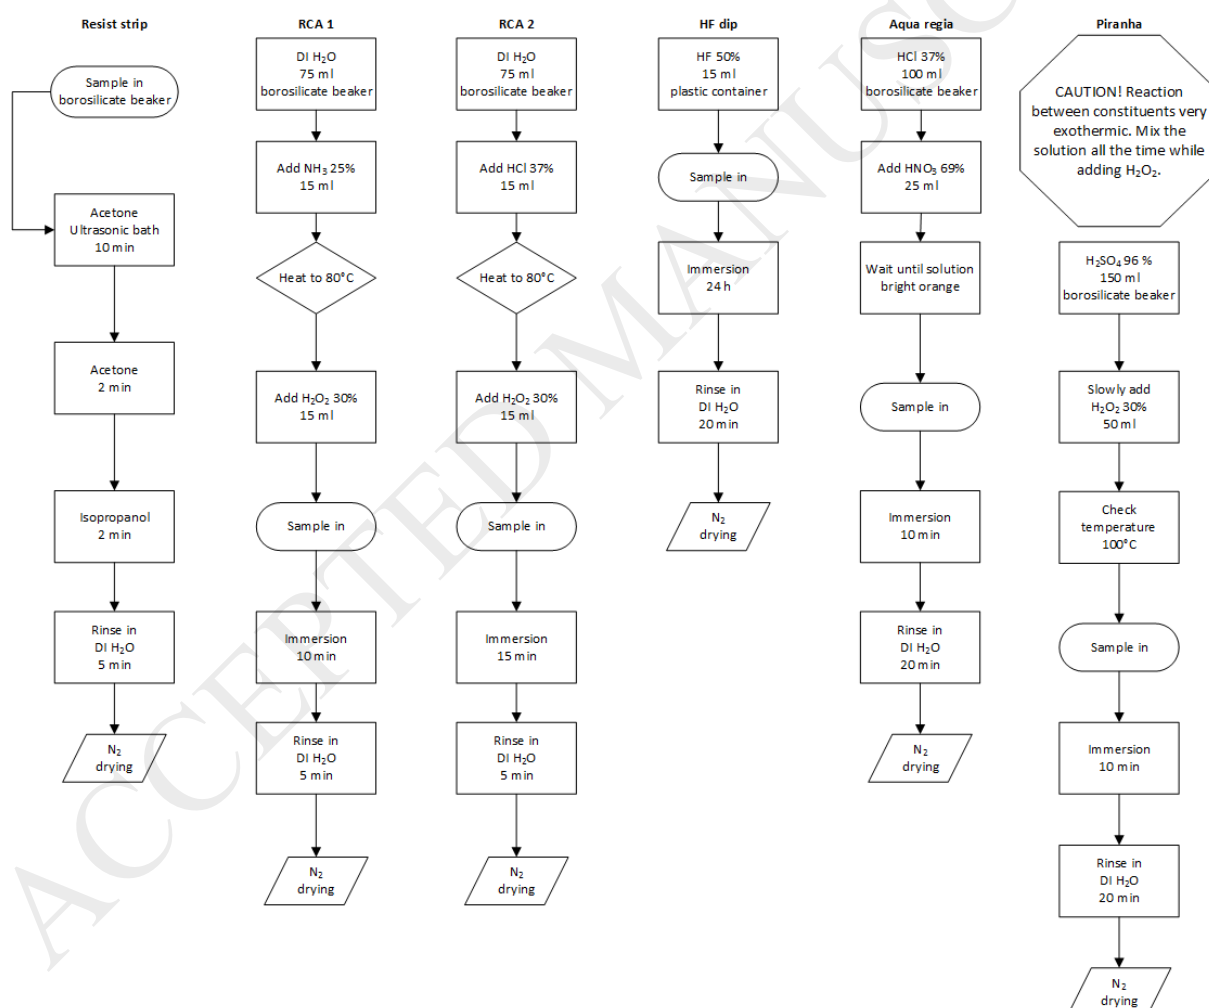 Resist strip
Sample in
borosilicate beaker
Acetone
Ultrasonic bath
10 min
Acetone
2 min
Isopropanol
2 min
Rinse in
DI H₂O
5 min
N₂
drying
RCA 1
DI H₂O
75 ml
borosilicate beaker
Add NH₃ 25%
15 ml
Heat to 80°C
Add H₂O₂ 30%
15 ml
Sample in
Immersion
10 min
Rinse in
DI H₂O
5 min
N₂
drying
RCA 2
DI H₂O
75 ml
borosilicate beaker
Add HCl 37%
15 ml
Heat to 80°C
Add H₂O₂ 30%
15 ml
Sample in
Immersion
15 min
Rinse in
DI H₂O
5 min
N₂
drying
HF dip
HF 50%
15 ml
plastic container
Sample in
Immersion
24 h
Rinse in
DI H₂O
20 min
N₂
drying
Aqua regia
HCl 37%
100 ml
borosilicate beaker
Add HNO₃ 69%
25 ml
Wait until solution
bright orange
Sample in
Immersion
10 min
Rinse in
DI H₂O
20 min
N₂
drying
Piranha
CAUTION! Reaction
between constituents very
exothermic. Mix the
solution all the time while
adding H₂O₂.
H₂SO₄ 96 %
150 ml
borosilicate beaker
Slowly add
H₂O₂ 30%
50 ml
Check
temperature
100°C
Sample in
Immersion
10 min
Rinse in
DI H₂O
20 min
N₂
drying
ACCEPTED MANUSC